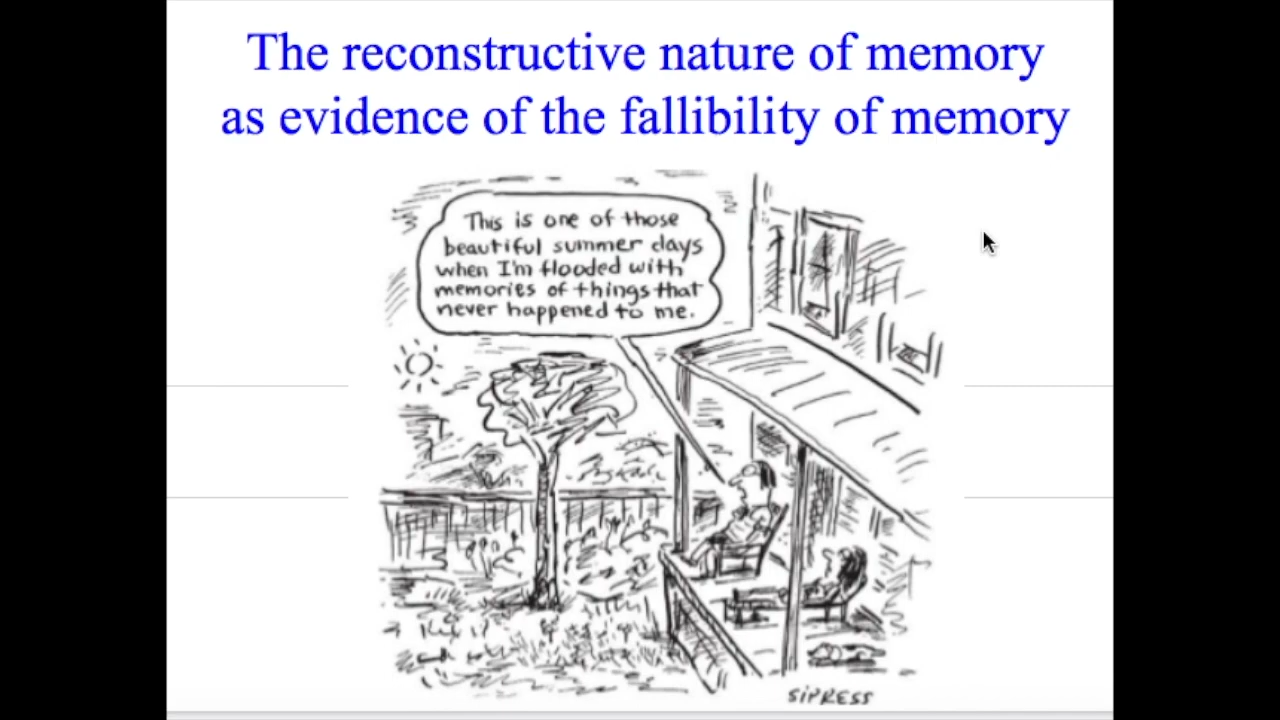 The reconstructive nature of memory
as evidence of the fallibility of memory
This is one of those
beautiful summer days
when I'm flooded with
memories of things that
never happened to me.
SIPRESS